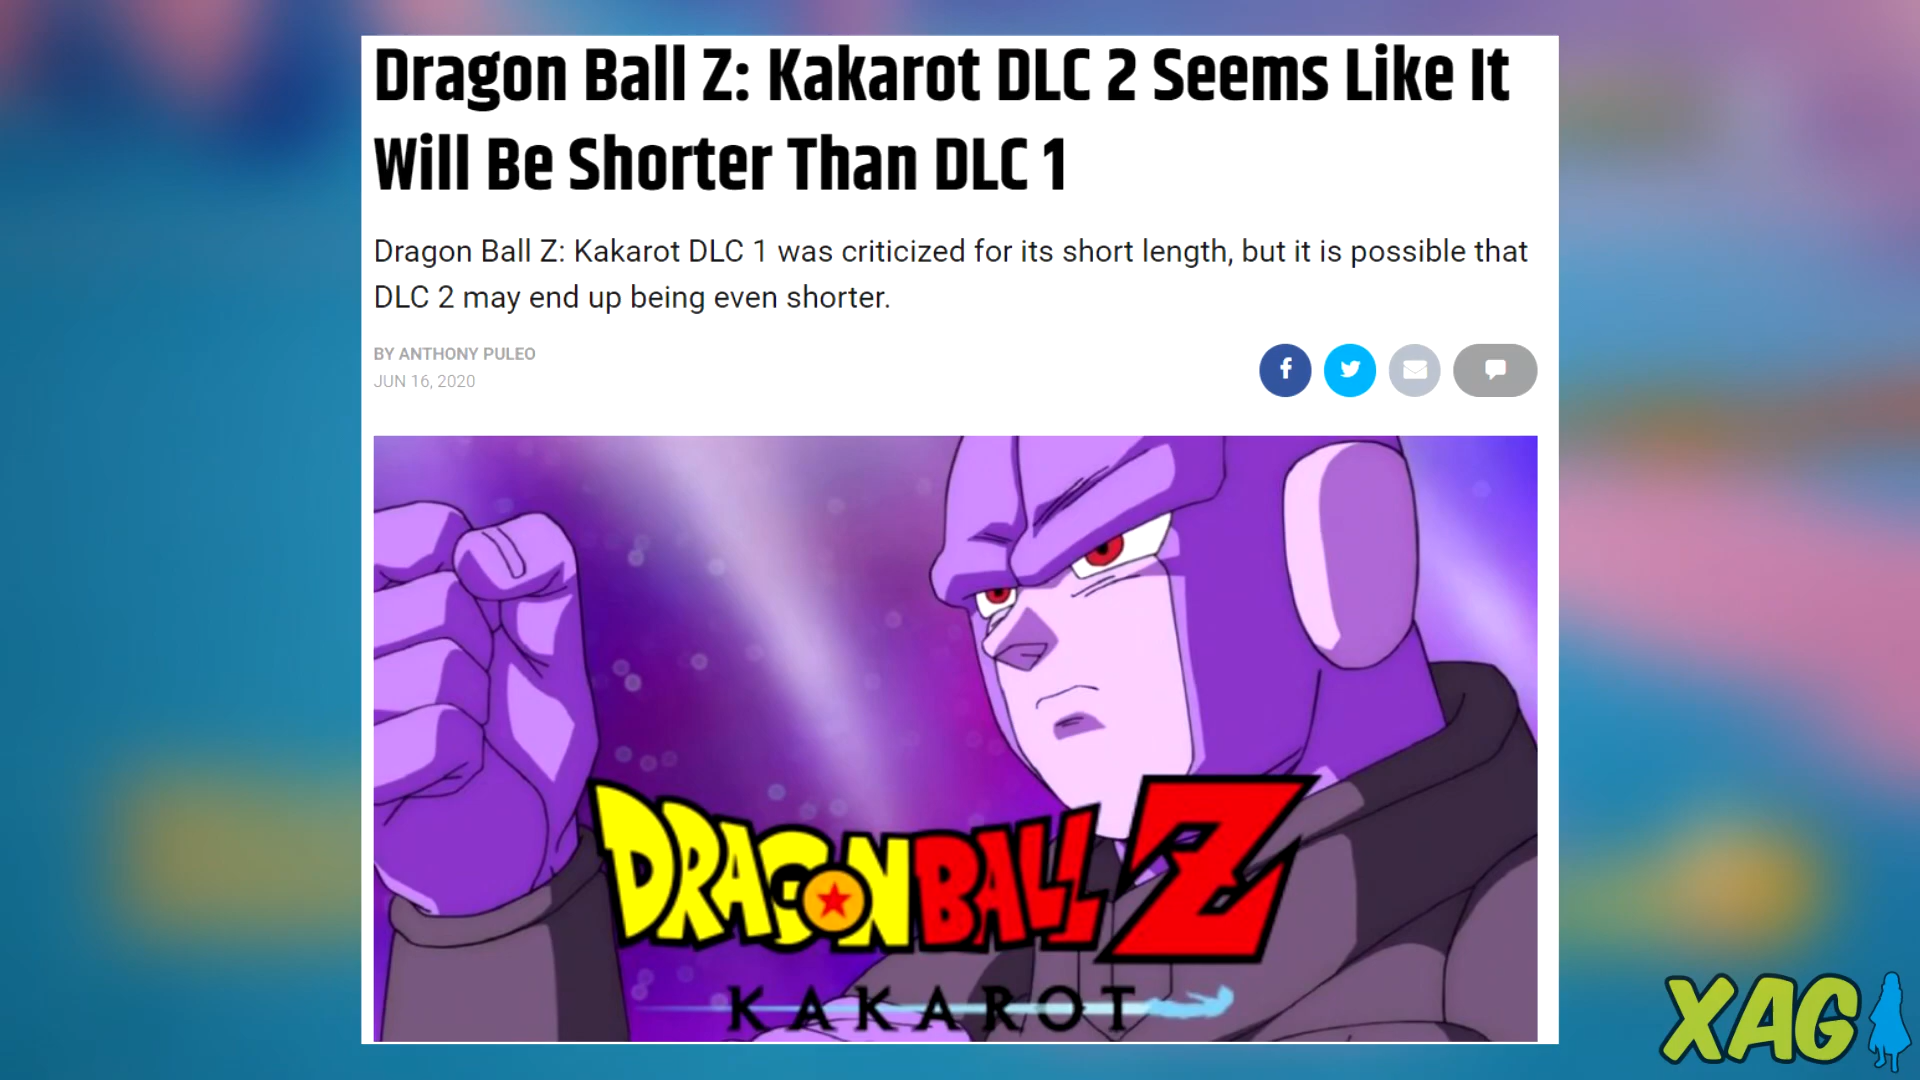 Dragon Ball Z: Kakarot DLC 2 Seems Like It
Will Be Shorter Than DLC 1
Dragon Ball Z: Kakarot DLC 1 was criticized for its short length, but it is possible that
DLC 2 may end up being even shorter.
BY ANTHONY PULEO
JUN 16, 2020
DRAGON BALL Z
KAKAROT
XAG